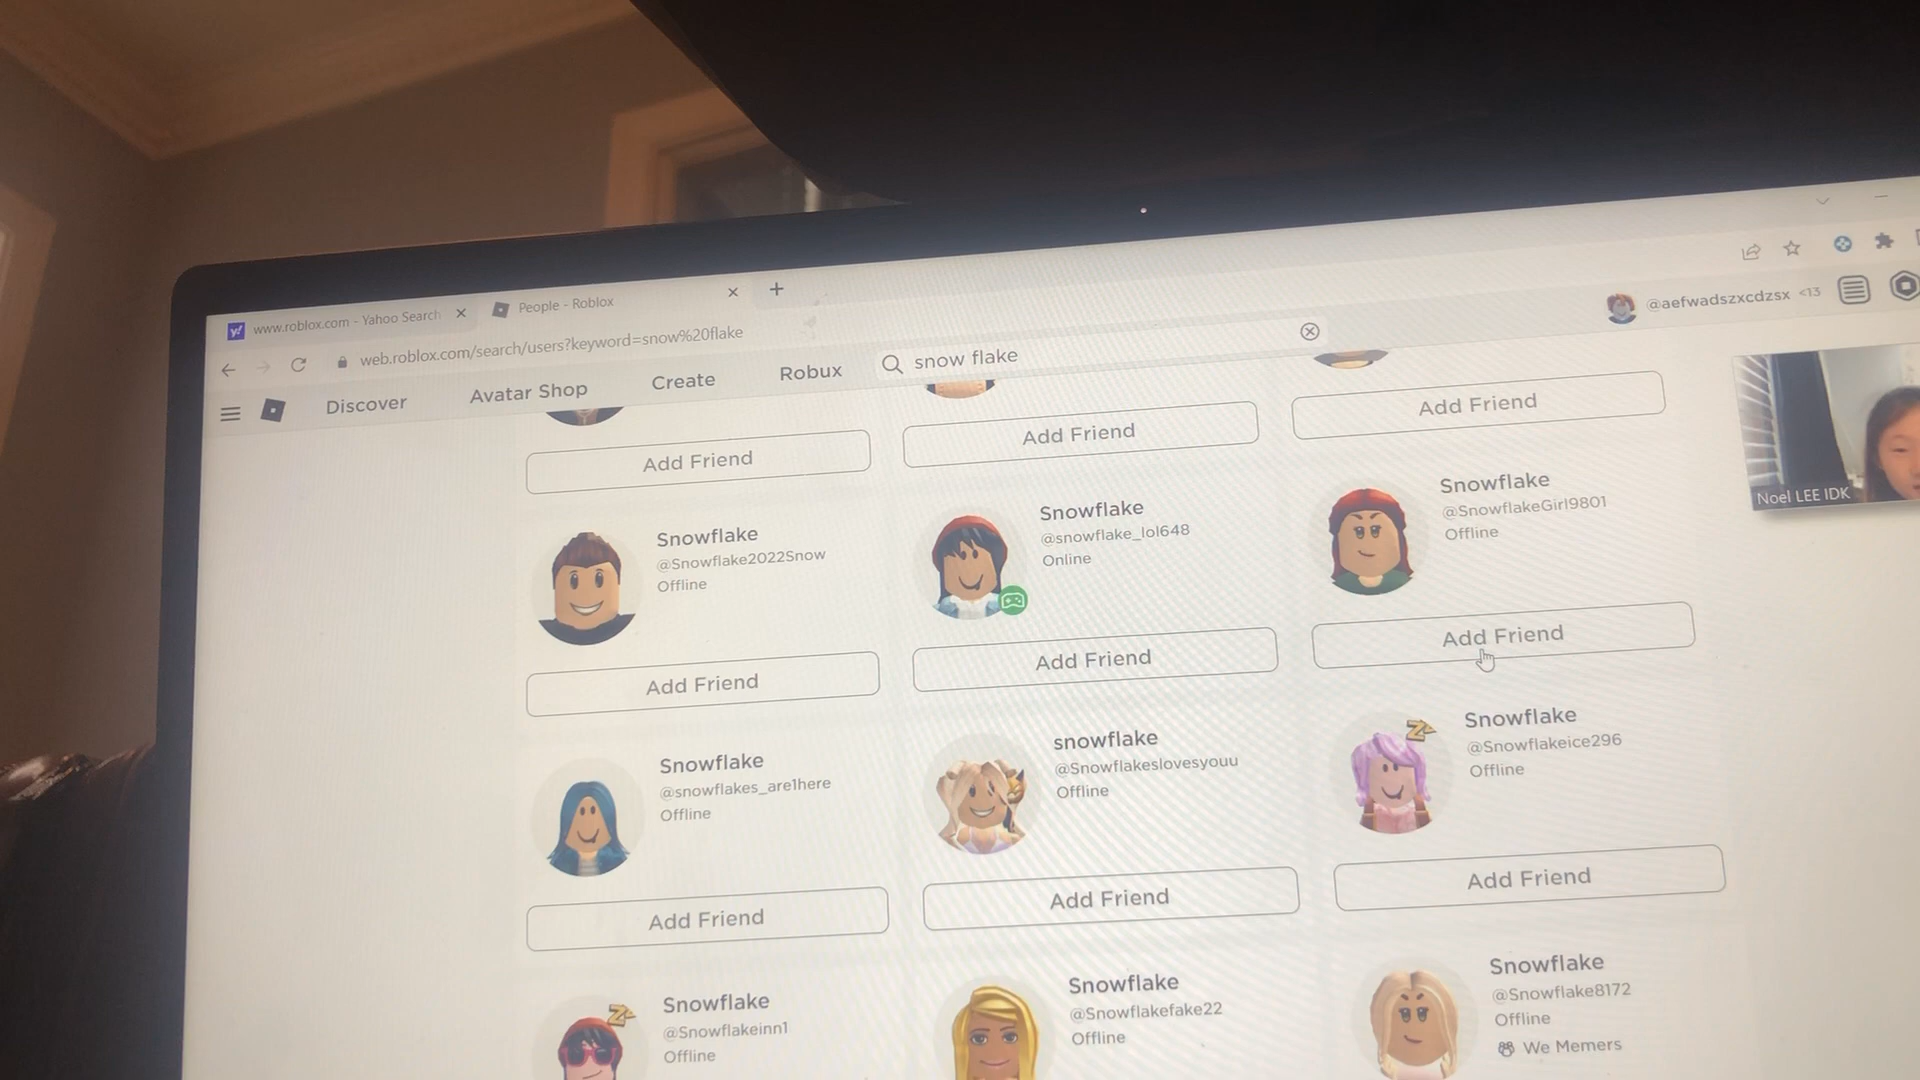 www.roblox.com - Yahoo Search
People - Roblox
web.roblox.com/search/users?keyword=snow%20flake
@aefwadszxcdzsx <13
Discover
Avatar Shop
Create
Robux
snow flake
Add Friend
Add Friend
Add Friend
Snowflake
@Snowflake2022Snow
Offline
Add Friend
Snowflake
@snowflake_lol648
Online
Add Friend
Snowflake
@SnowflakeGirl9801
Offline
Add Friend
Noel LEE IDK
Snowflake
@snowflakes_are1here
Offline
Add Friend
snowflake
@Snowflakeslovesyouu
Offline
Add Friend
Snowflake
@Snowflakeice296
Offline
Add Friend
Snowflake
@Snowflakeinn1
Offline
Snowflake
@Snowflakefake22
Offline
Snowflake
@Snowflake8172
Offline
We Memers